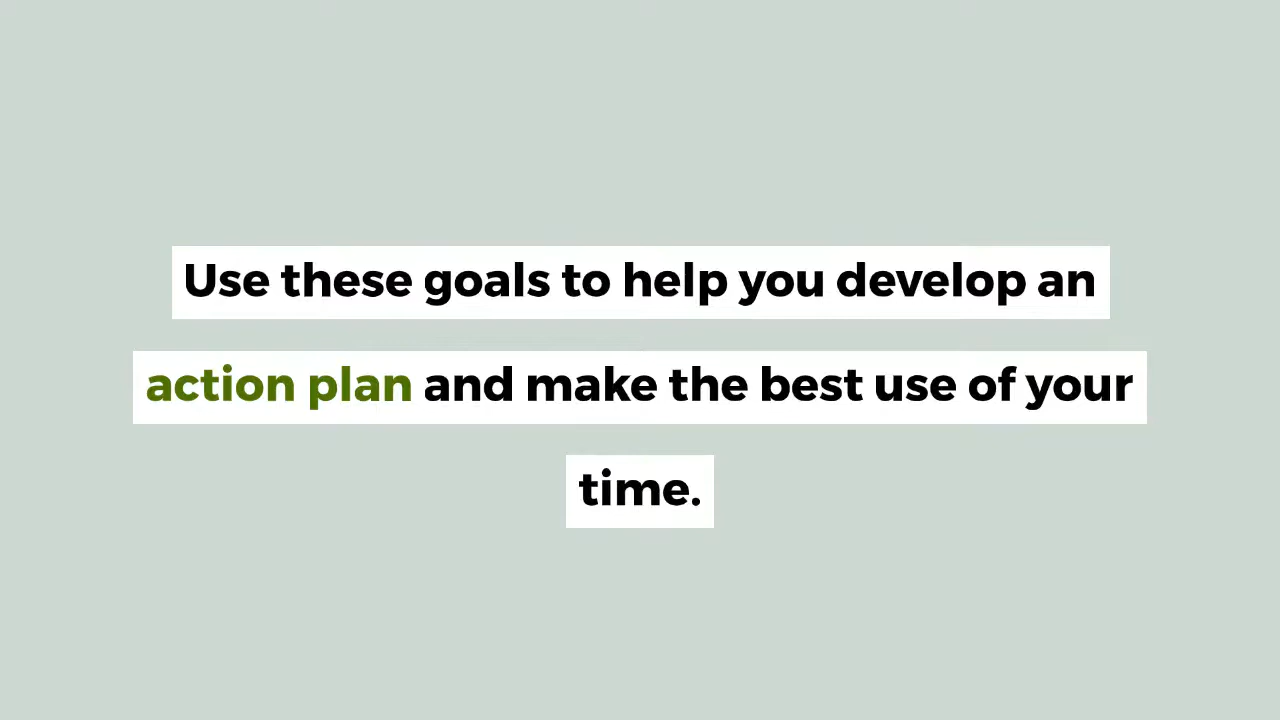 Use these goals to help you develop an
action plan and make the best use of your
time.